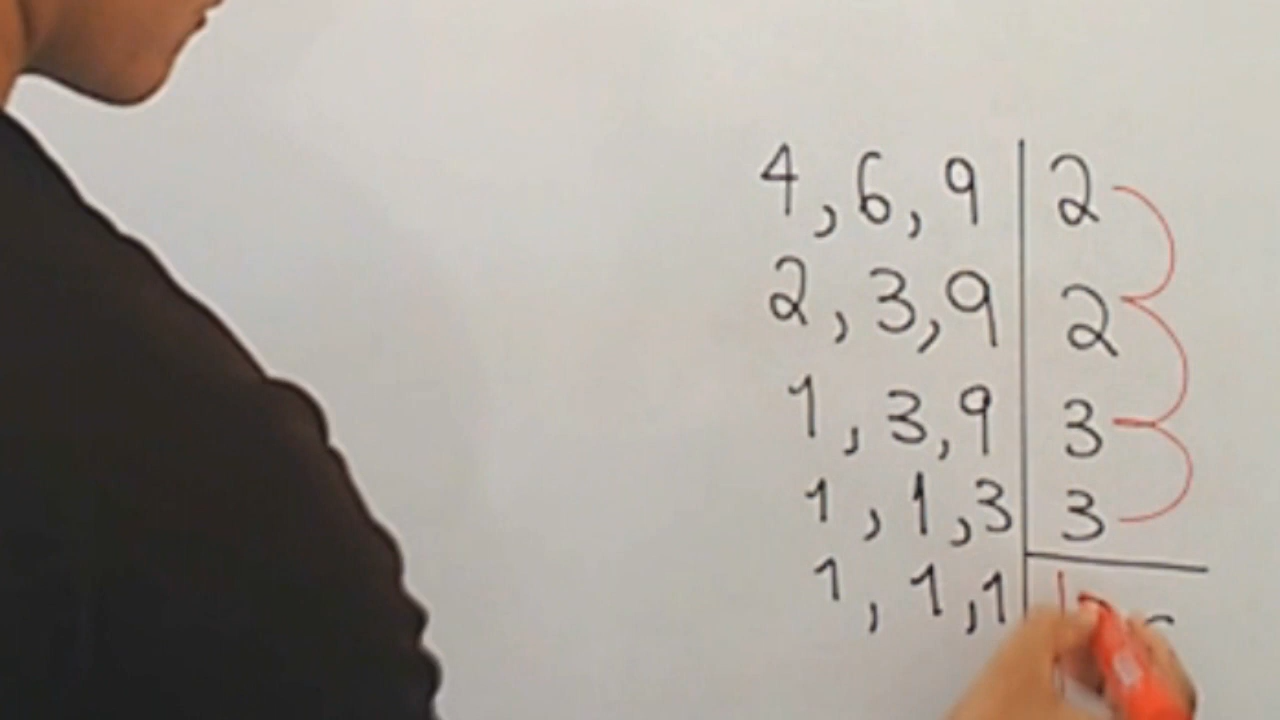 4, 6, 9 | 2
2, 3, 9 | 2
1, 3, 9 | 3
1, 1, 3 | 3
1, 1, 1 |